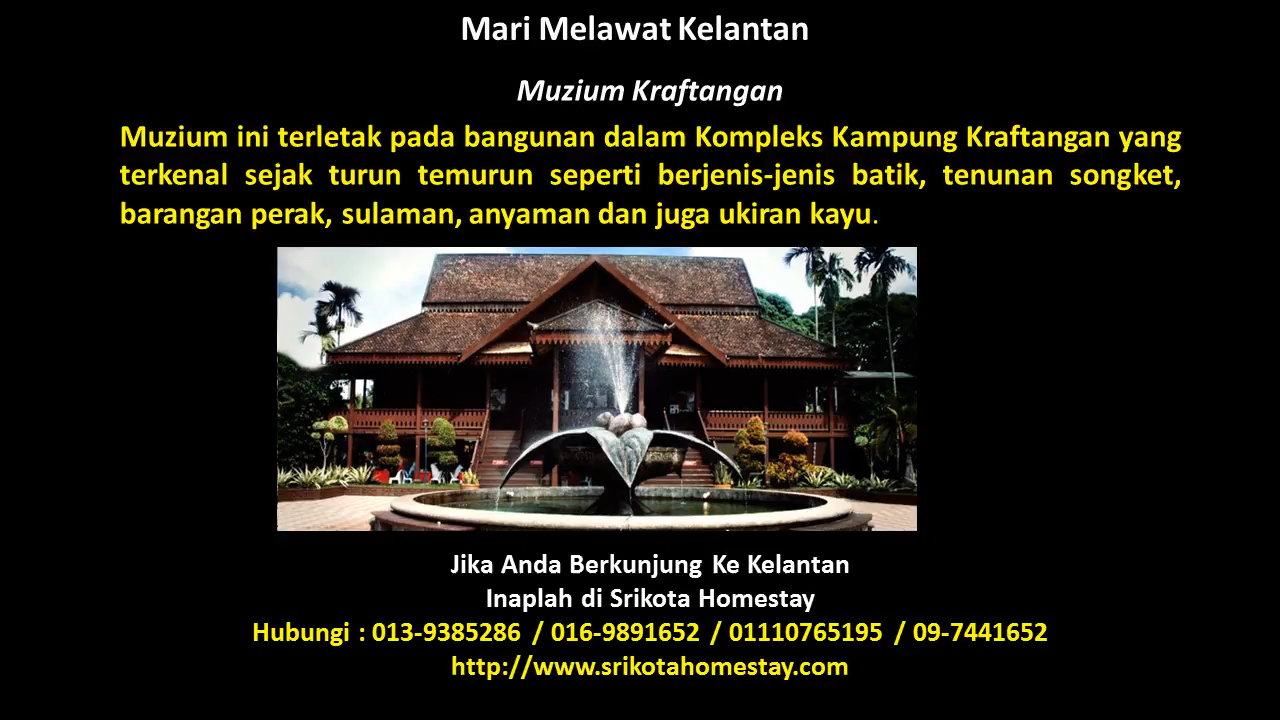 Mari Melawat Kelantan
Muzium Kraftangan
Muzium ini terletak pada bangunan dalam Kompleks Kampung Kraftangan yang
terkenal sejak turun temurun seperti berjenis-jenis batik, tenunan songket,
barangan perak, sulaman, anyaman dan juga ukiran kayu.
Jika Anda Berkunjung Ke Kelantan
Inaplah di Srikota Homestay
Hubungi : 013-9385286 / 016-9891652 / 01110765195 / 09-7441652
http://www.srikotahomestay.com